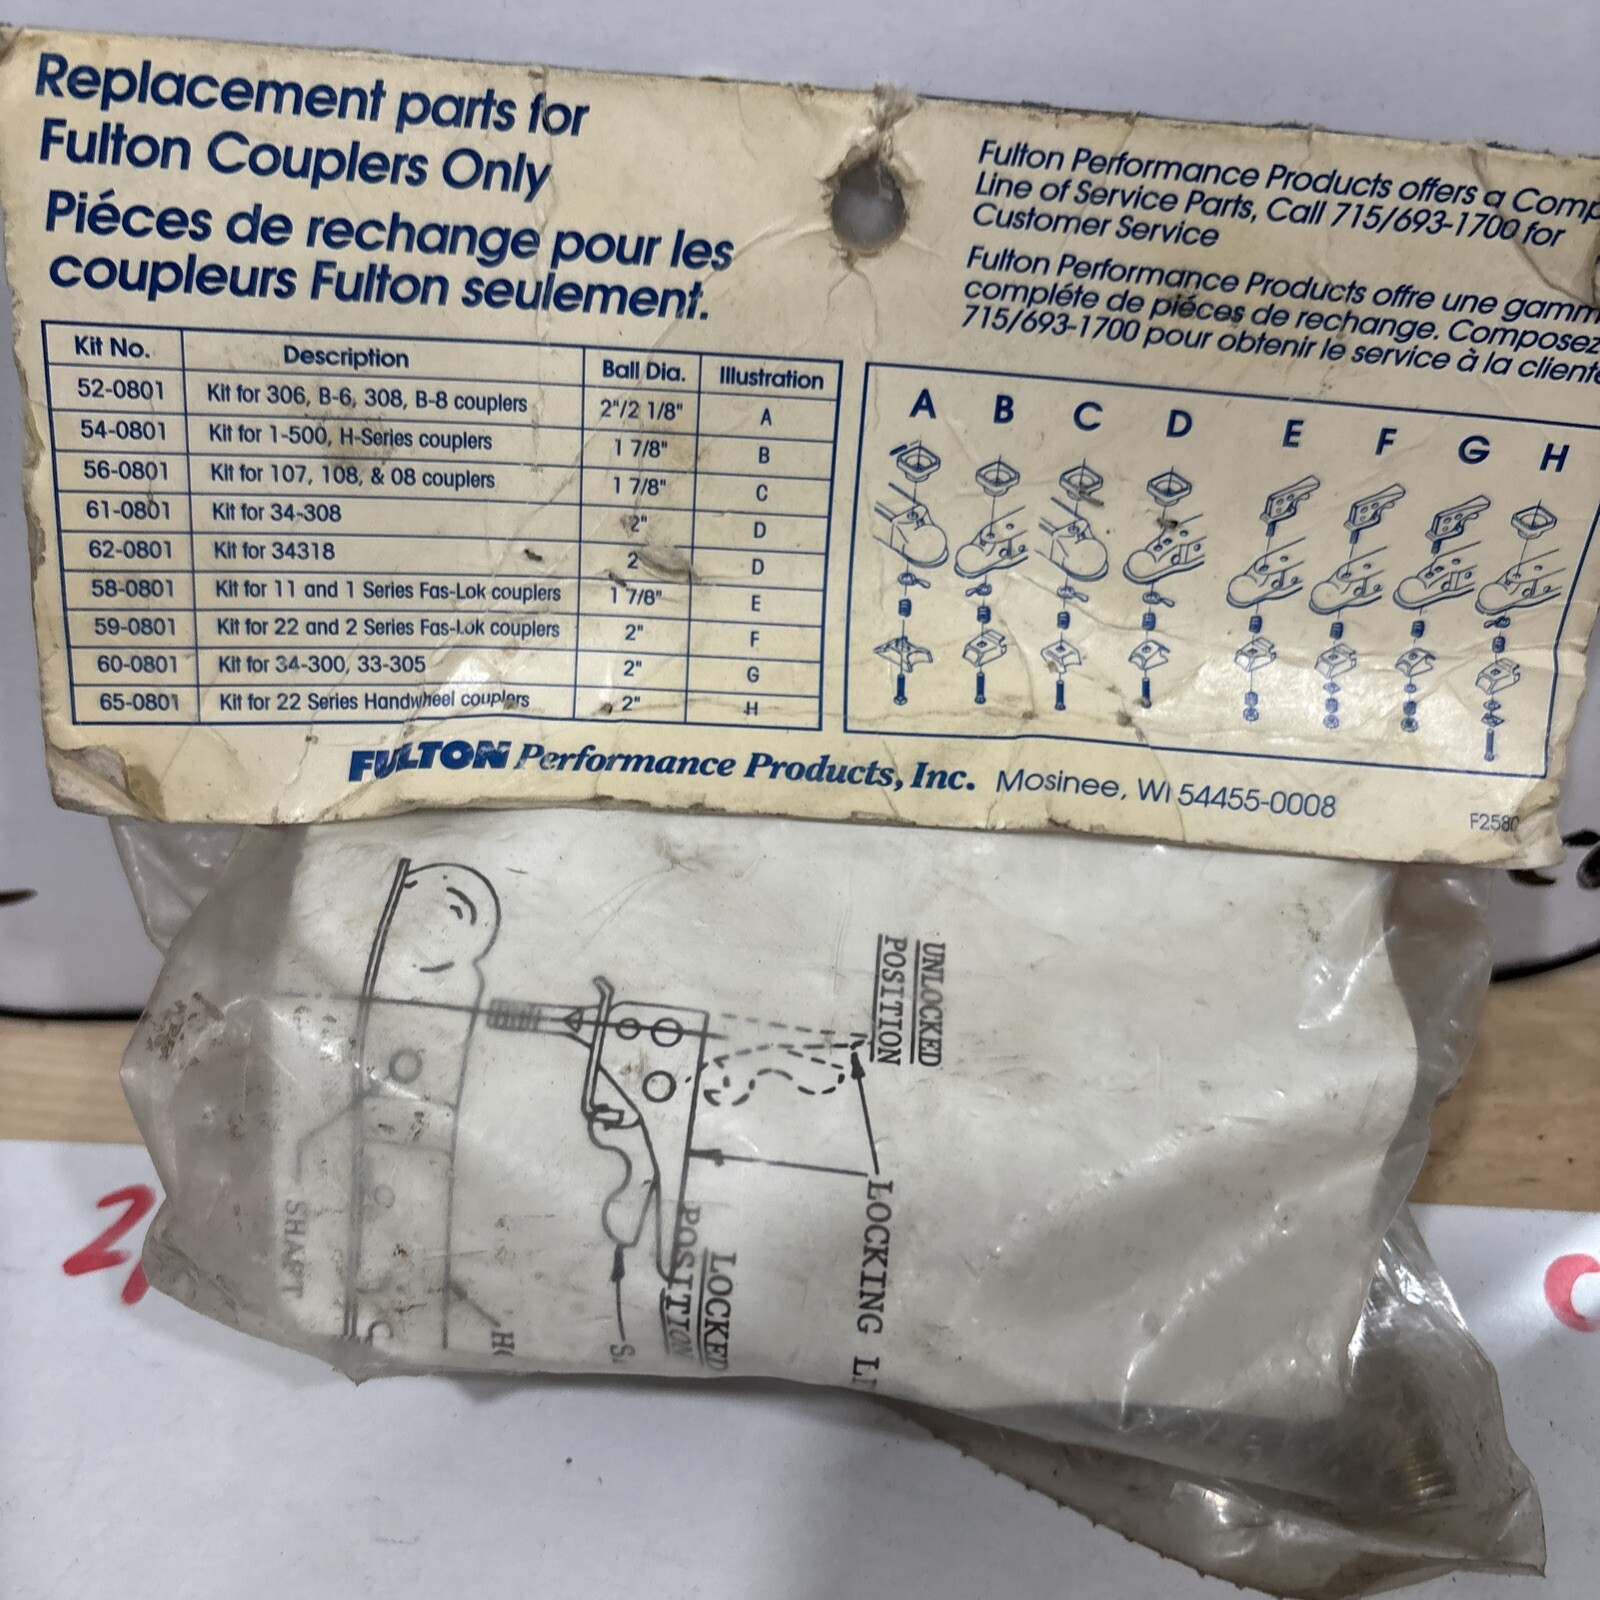 Replacement parts for
Fulton Couplers Only
Piéces de rechange pour les
coupleurs Fulton seulement.
Fulton Performance Products offers a Comp
Line of Service Parts, Call 715/693-1700 for
Customer Service
Fulton Performance Products offre une gamm
compléte de piéces de rechange. Composez
715/693-1700 pour obtenir le service à la client
Kit No. Description Ball Dia. Illustration
52-0801 Kit for 306, B-6, 308, B-8 couplers 2"/2 1/8" A
54-0801 Kit for 1-500, H-Series couplers 1 7/8" B
56-0801 Kit for 107, 108, & 08 couplers 1 7/8" C
61-0801 Kit for 34-308 2" D
62-0801 Kit for 34318 2 D
58-0801 Kit for 11 and 1 Series Fas-Lok couplers 1 7/8" E
59-0801 Kit for 22 and 2 Series Fas-Lok couplers 2" F
60-0801 Kit for 34-300, 33-305 2" G
65-0801 Kit for 22 Series Handwheel couplers 2" H
A B C D E F G H
FULTON Performance Products, Inc. Mosinee, WI 54455-0008
F2580
UNLOCKED
POSITION
LOCKING
LOCKED
POSITION
SHAFT